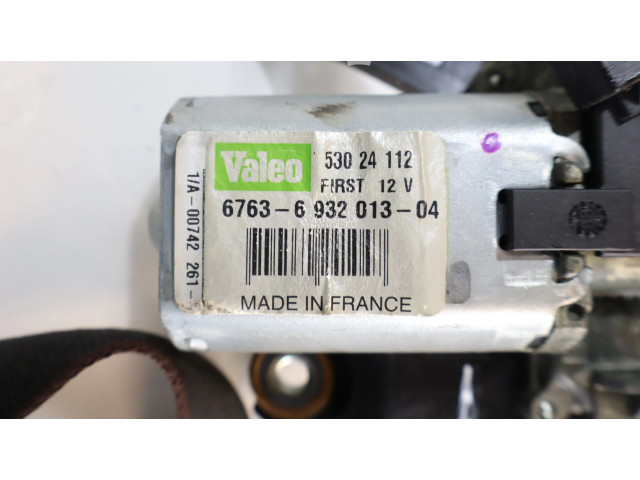 Valeo
530 24 112
FIRST 12 V
6763-6 932 013-04
MADE IN FRANCE
1/A-00742 261-